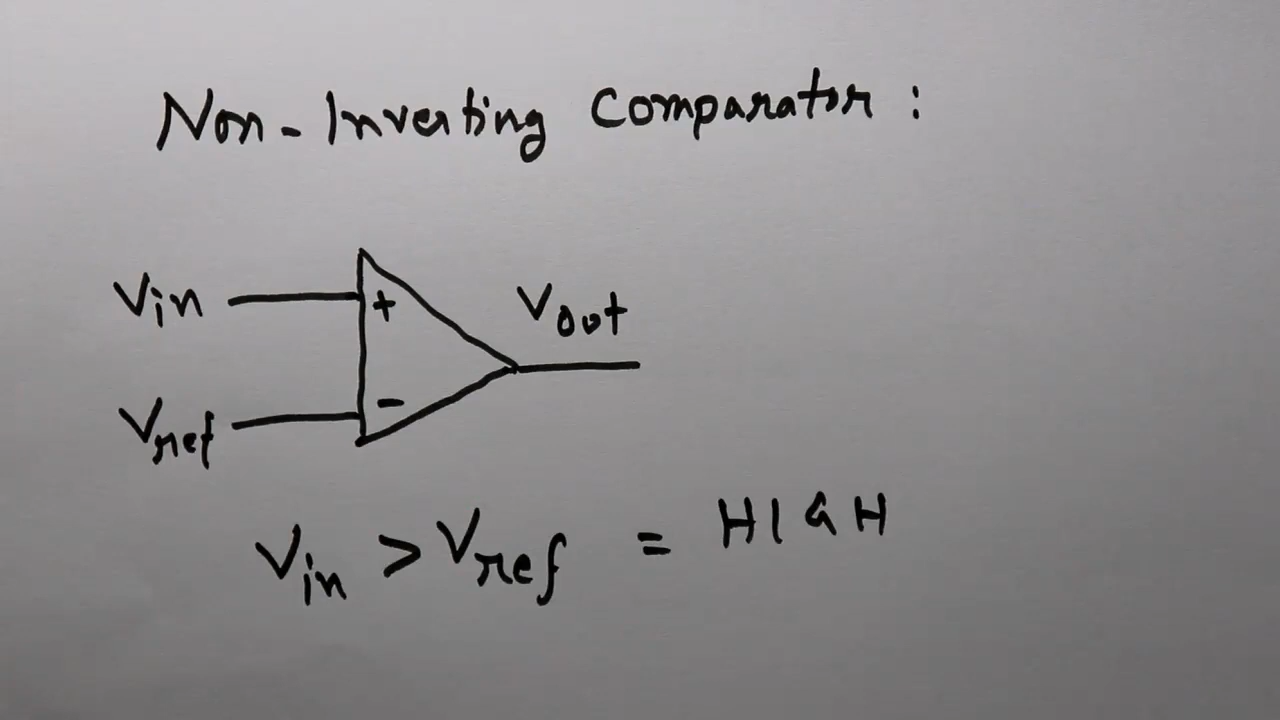 Non-Inverting Comparator :
Vin
+
Vout
Vref
-
Vin > Vref = HIGH